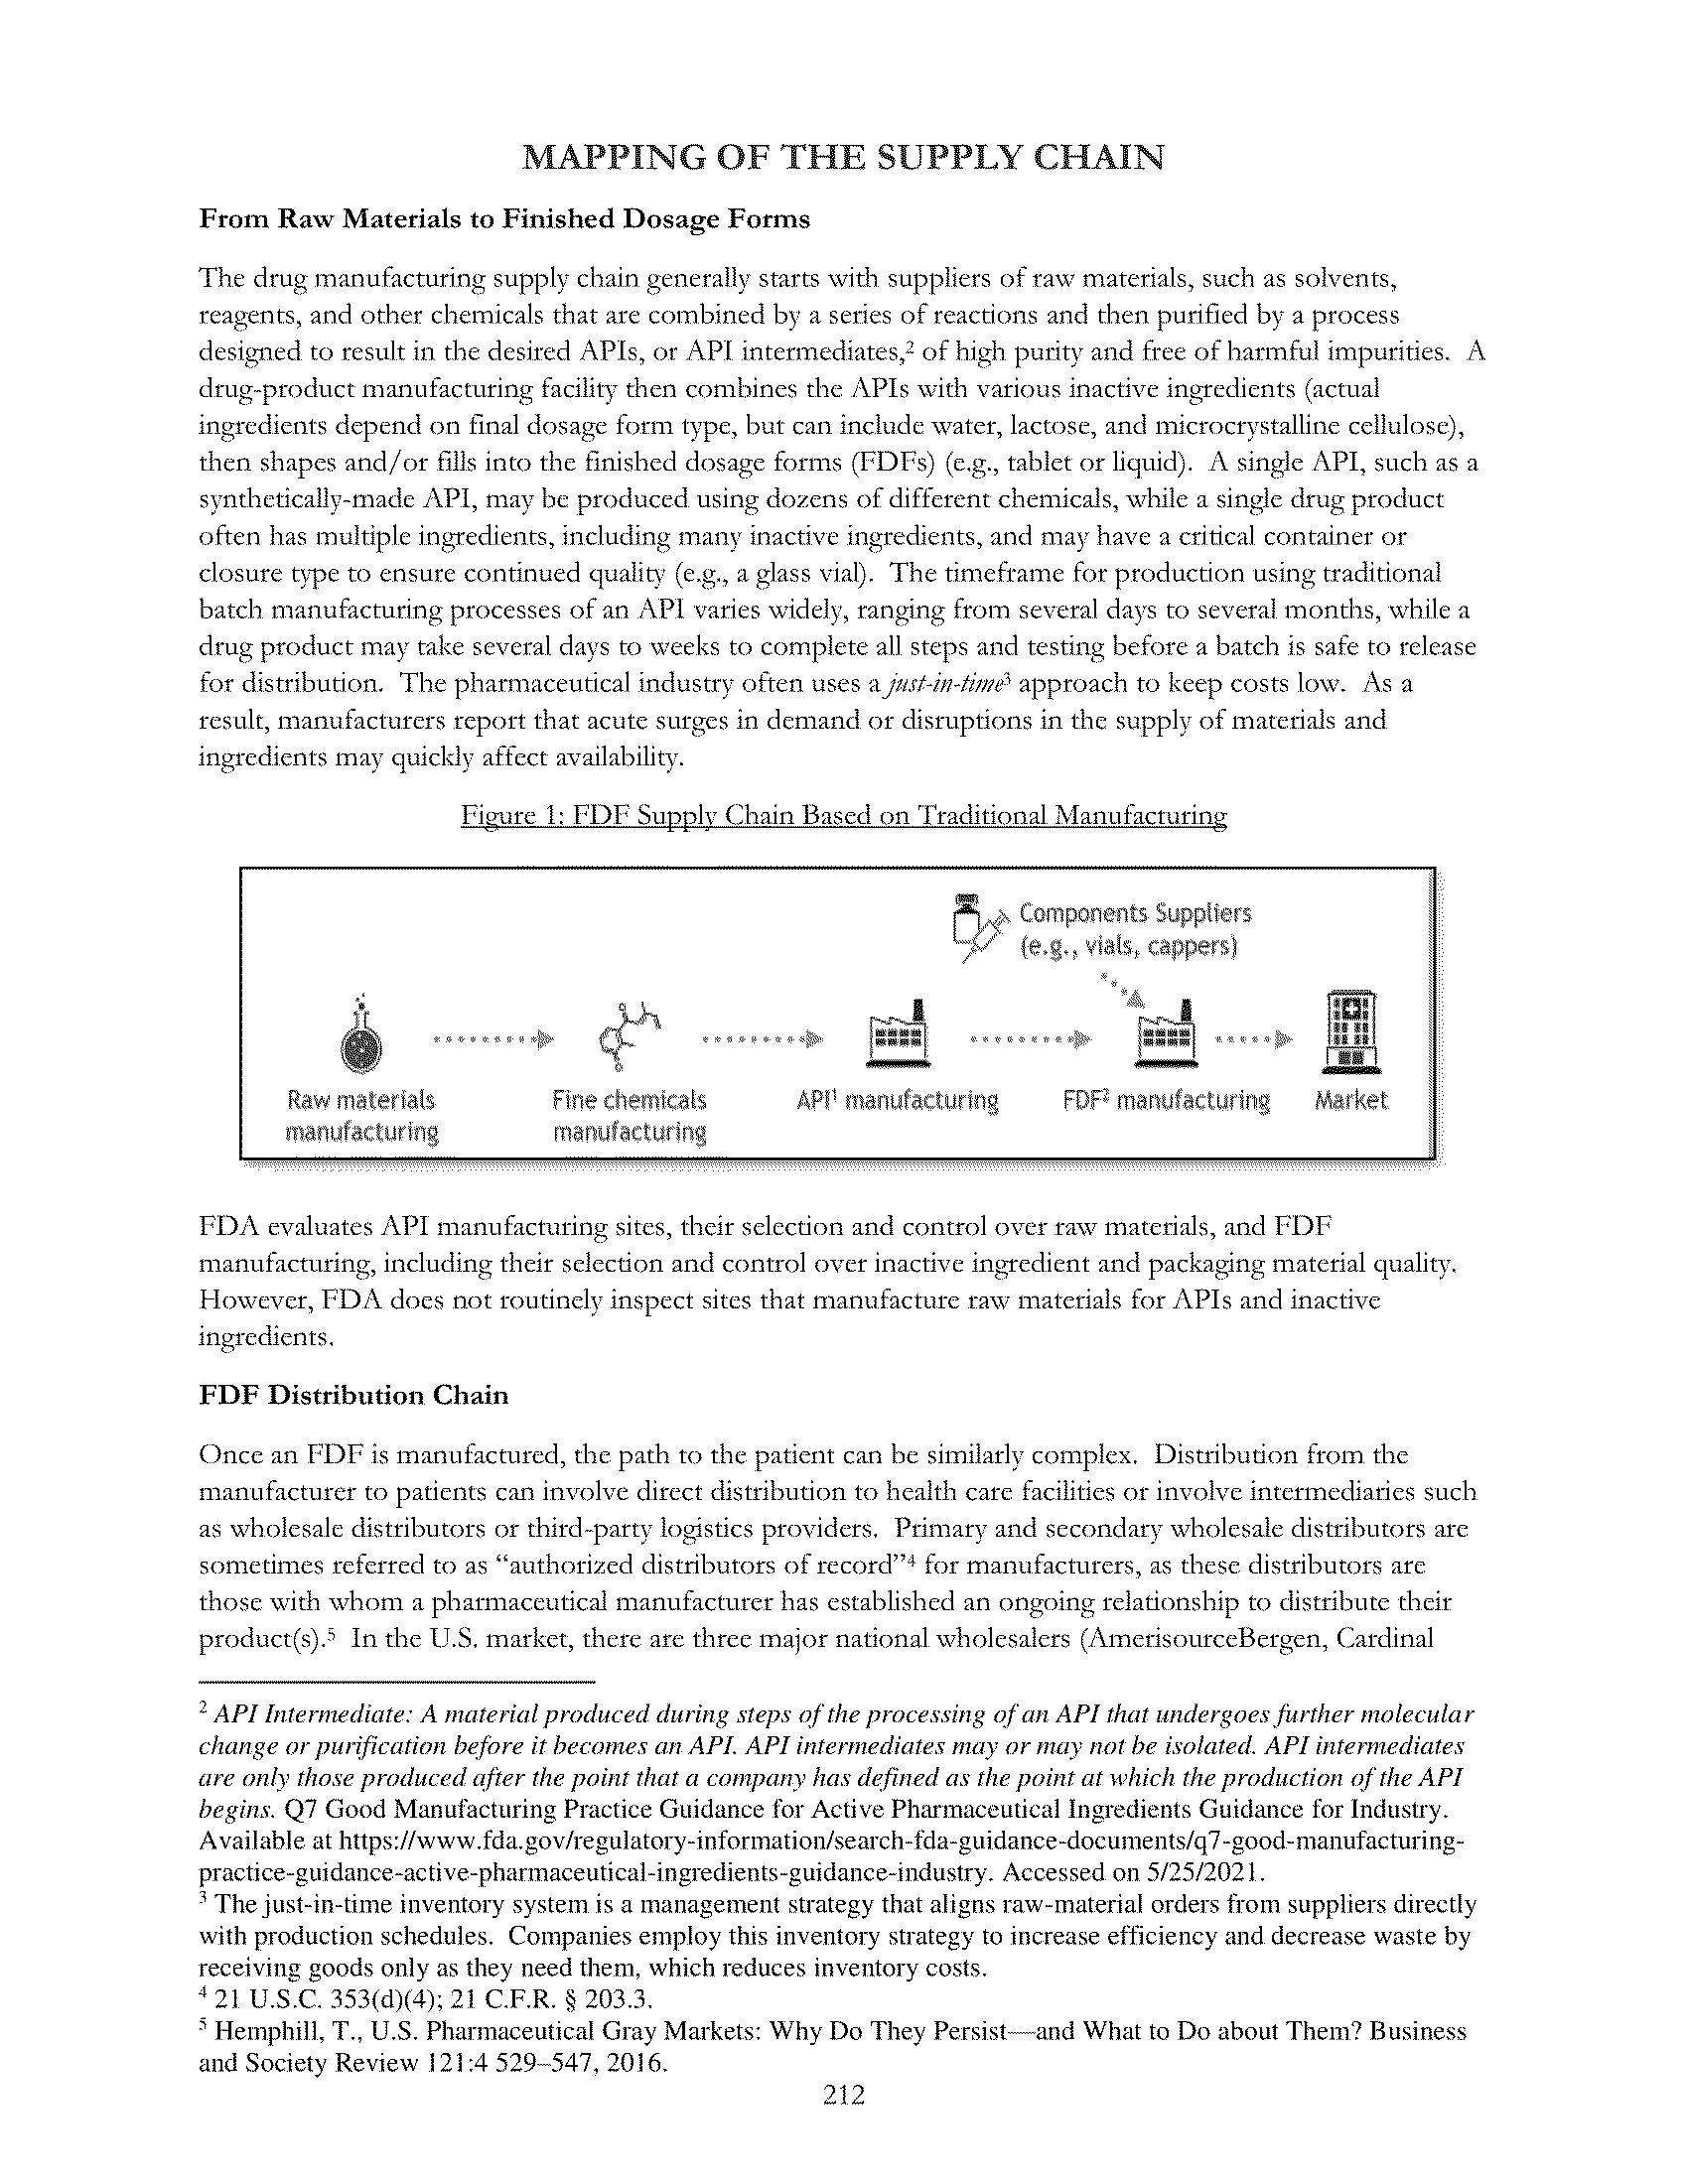 MAPPING OF THE SUPPLY CHAIN
From Raw Materials to Finished Dosage Forms
The drug manufacturing supply chain generally starts with suppliers of raw materials, such as solvents,
reagents, and other chemicals that are combined by a series of reactions and then purified by a process
designed to result in the desired APIs, or API intermediates,² of high purity and free of harmful impurities.  A
drug-product manufacturing facility then combines the APIs with various inactive ingredients (actual
ingredients depend on final dosage form type, but can include water, lactose, and microcrystalline cellulose),
then shapes and/or fills into the finished dosage forms (FDFs) (e.g., tablet or liquid).  A single API, such as a
synthetically-made API, may be produced using dozens of different chemicals, while a single drug product
often has multiple ingredients, including many inactive ingredients, and may have a critical container or
closure type to ensure continued quality (e.g., a glass vial).  The timeframe for production using traditional
batch manufacturing processes of an API varies widely, ranging from several days to several months, while a
drug product may take several days to weeks to complete all steps and testing before a batch is safe to release
for distribution.  The pharmaceutical industry often uses a just-in-time³ approach to keep costs low.  As a
result, manufacturers report that acute surges in demand or disruptions in the supply of materials and
ingredients may quickly affect availability.
Figure 1: FDF Supply Chain Based on Traditional Manufacturing
Components Suppliers
(e.g., vials, cappers)
Raw materials
manufacturing
Fine chemicals
manufacturing
API¹ manufacturing
FDF² manufacturing
Market
FDA evaluates API manufacturing sites, their selection and control over raw materials, and FDF
manufacturing, including their selection and control over inactive ingredient and packaging material quality.
However, FDA does not routinely inspect sites that manufacture raw materials for APIs and inactive
ingredients.
FDF Distribution Chain
Once an FDF is manufactured, the path to the patient can be similarly complex.  Distribution from the
manufacturer to patients can involve direct distribution to health care facilities or involve intermediaries such
as wholesale distributors or third-party logistics providers.  Primary and secondary wholesale distributors are
sometimes referred to as “authorized distributors of record”⁴ for manufacturers, as these distributors are
those with whom a pharmaceutical manufacturer has established an ongoing relationship to distribute their
product(s).⁵  In the U.S. market, there are three major national wholesalers (AmerisourceBergen, Cardinal
² API Intermediate: A material produced during steps of the processing of an API that undergoes further molecular
change or purification before it becomes an API. API intermediates may or may not be isolated. API intermediates
are only those produced after the point that a company has defined as the point at which the production of the API
begins. Q7 Good Manufacturing Practice Guidance for Active Pharmaceutical Ingredients Guidance for Industry.
Available at https://www.fda.gov/regulatory-information/search-fda-guidance-documents/q7-good-manufacturing-
practice-guidance-active-pharmaceutical-ingredients-guidance-industry. Accessed on 5/25/2021.
³ The just-in-time inventory system is a management strategy that aligns raw-material orders from suppliers directly
with production schedules.  Companies employ this inventory strategy to increase efficiency and decrease waste by
receiving goods only as they need them, which reduces inventory costs.
⁴ 21 U.S.C. 353(d)(4); 21 C.F.R. § 203.3.
⁵ Hemphill, T., U.S. Pharmaceutical Gray Markets: Why Do They Persist—and What to Do about Them? Business
and Society Review 121:4 529–547, 2016.
212